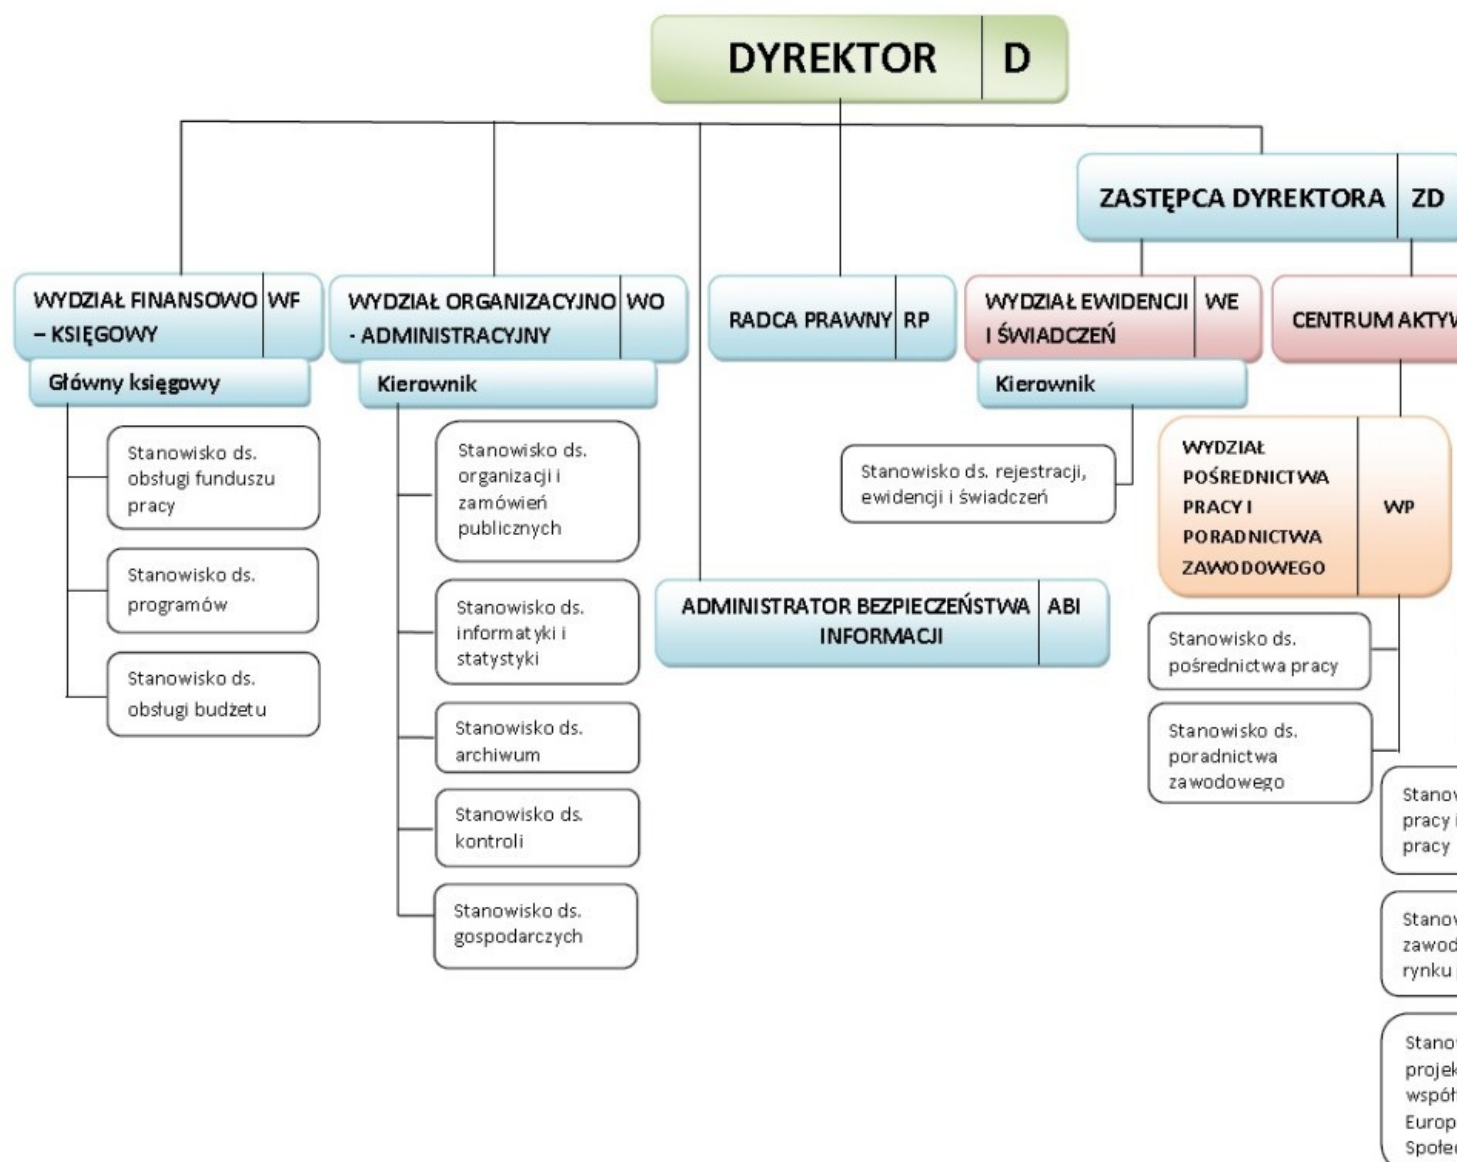 DYREKTOR D
ZASTĘPCA DYREKTORA ZD
WYDZIAŁ FINANSOWO WF
– KSIĘGOWY
Główny księgowy
Stanowisko ds.
obsługi funduszu
pracy
Stanowisko ds.
programów
Stanowisko ds.
obsługi budżetu
WYDZIAŁ ORGANIZACYJNO WO
- ADMINISTRACYJNY
Kierownik
Stanowisko ds.
organizacji i
zamówień
publicznych
Stanowisko ds.
informatyki i
statystyki
Stanowisko ds.
archiwum
Stanowisko ds.
kontroli
Stanowisko ds.
gospodarczych
RADCA PRAWNY RP
ADMINISTRATOR BEZPIECZEŃSTWA ABI
INFORMACJI
WYDZIAŁ EWIDENCJI WE
I ŚWIADCZEŃ
Kierownik
Stanowisko ds. rejestracji,
ewidencji i świadczeń
CENTRUM
WYDZIAŁ
POŚREDNICTWA
PRACY I WP
PORADNICTWA
ZAWODOWEGO
Stanowisko ds.
pośrednictwa pracy
Stanowisko ds.
poradnictwa
zawodowego
pracy i
pracy
rynku